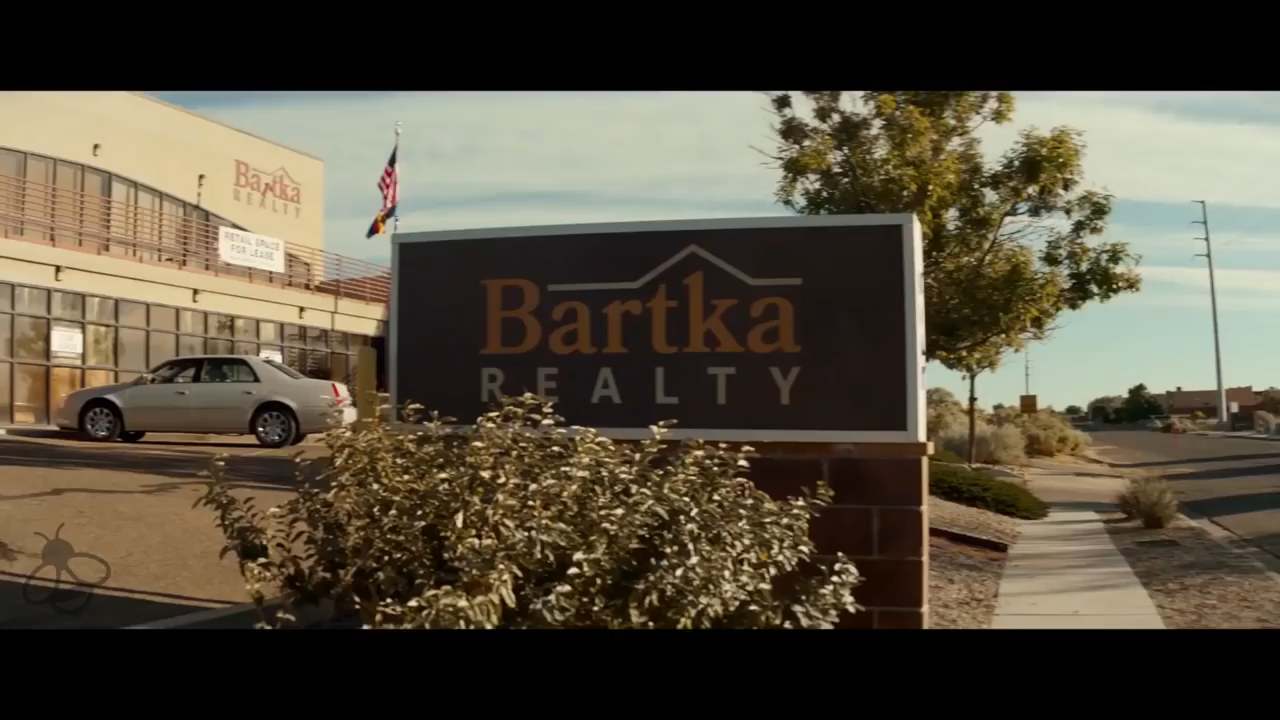 Bartka
REALTY
RETAIL SPACE
FOR LEASE
Bartka
REALTY